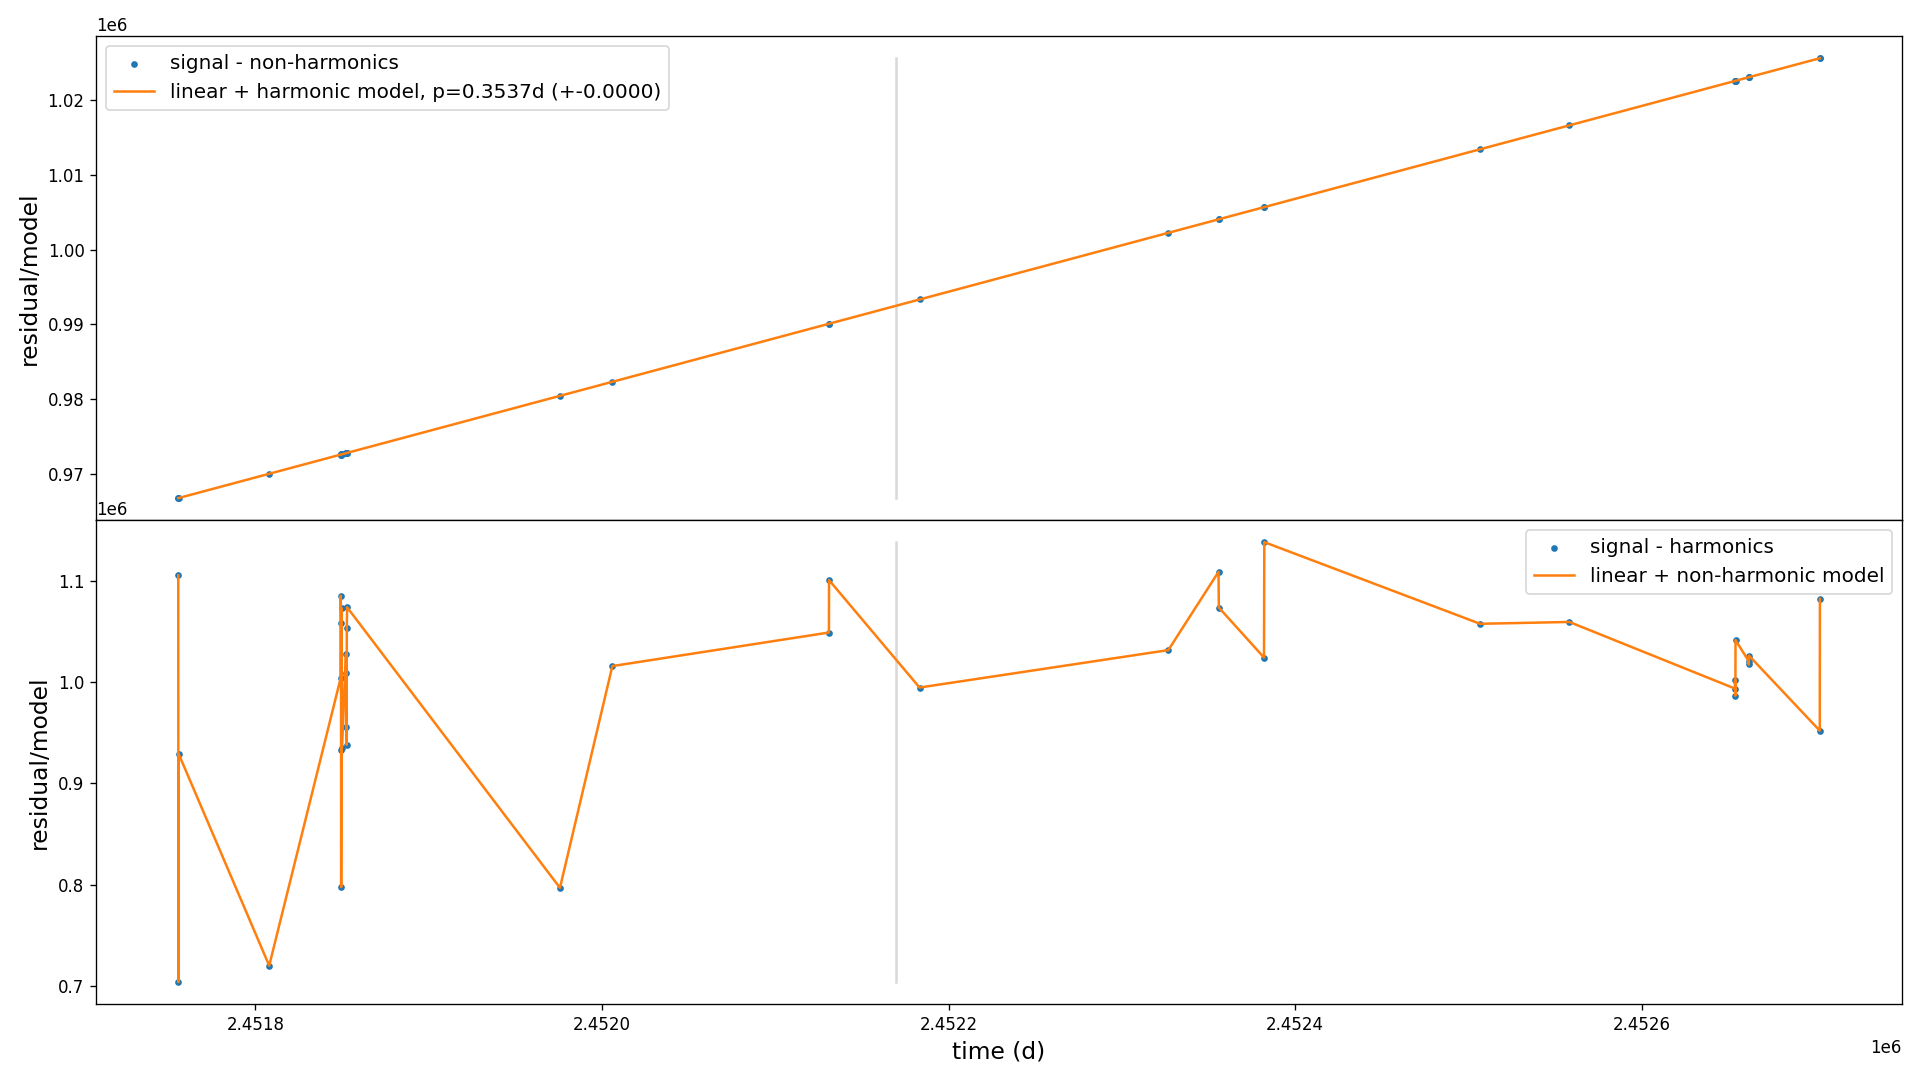 1e6
signal - non-harmonics
linear + harmonic model, p=0.3537d (+-0.0000)
1.02
1.01
1.00
0.99
0.98
0.97
residual/model
1e6
signal - harmonics
linear + non-harmonic model
1.1
1.0
0.9
0.8
0.7
residual/model
2.4518
2.4520
2.4522
2.4524
2.4526
time (d)
1e6